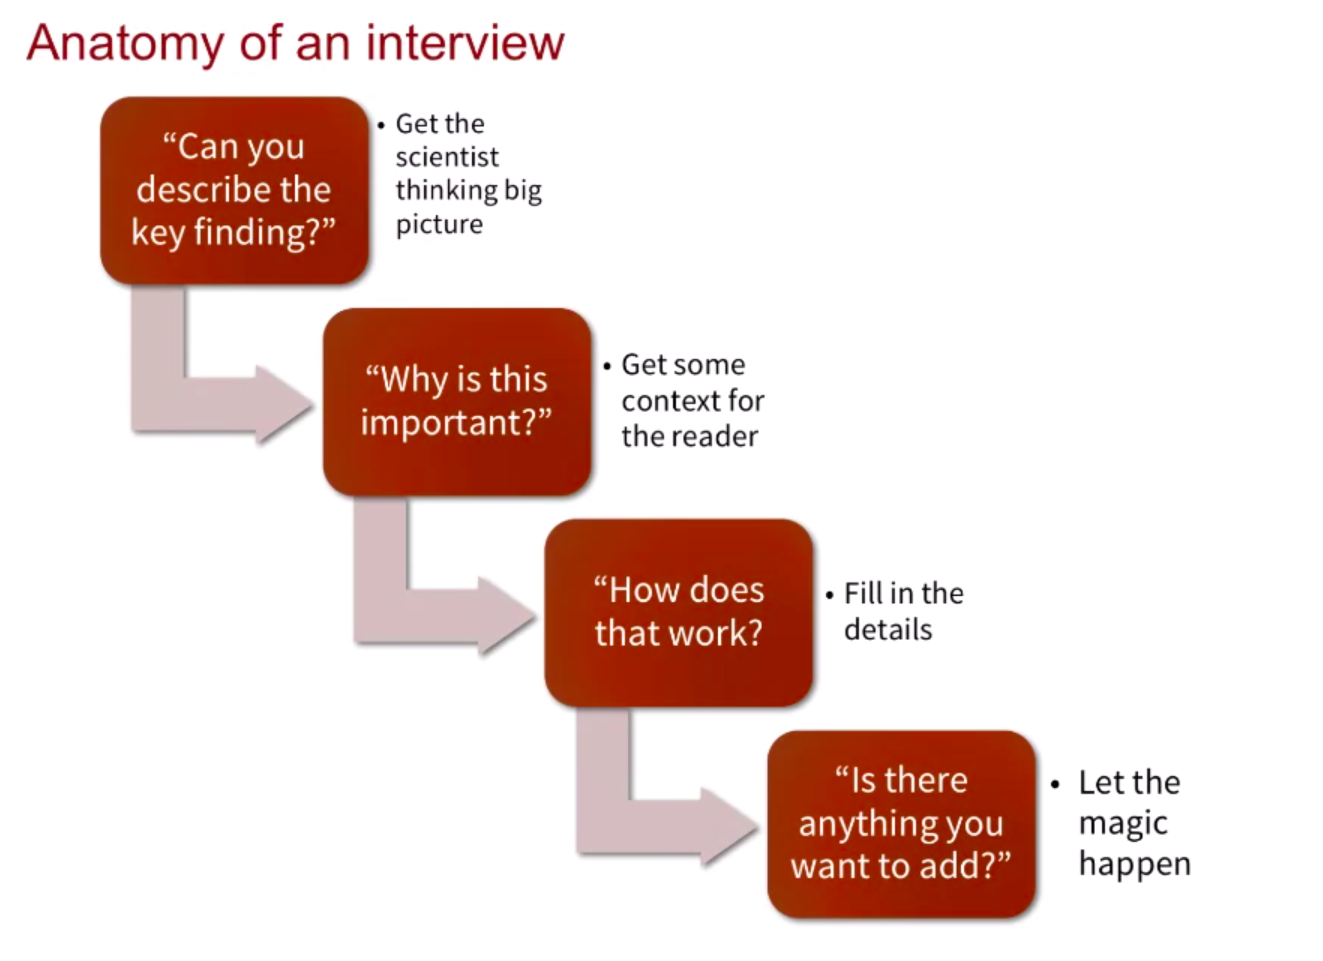 Anatomy of an interview
“Can you
describe the
key finding?”
• Get the
scientist
thinking big
picture
“Why is this
important?”
• Get some
context for
the reader
“How does
that work?
• Fill in the
details
“Is there
anything you
want to add?”
• Let the
magic
happen